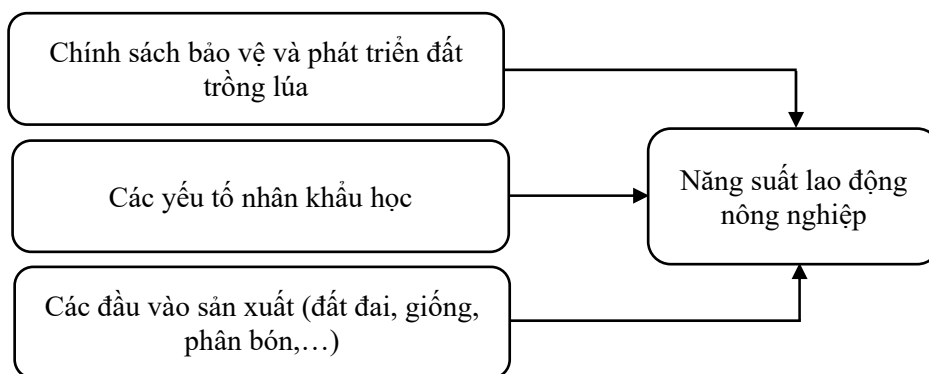 Chính sách bảo vệ và phát triển đất
trồng lúa
Các yếu tố nhân khẩu học
Năng suất lao động
nông nghiệp
Các đầu vào sản xuất (đất đai, giống,
phân bón,…)